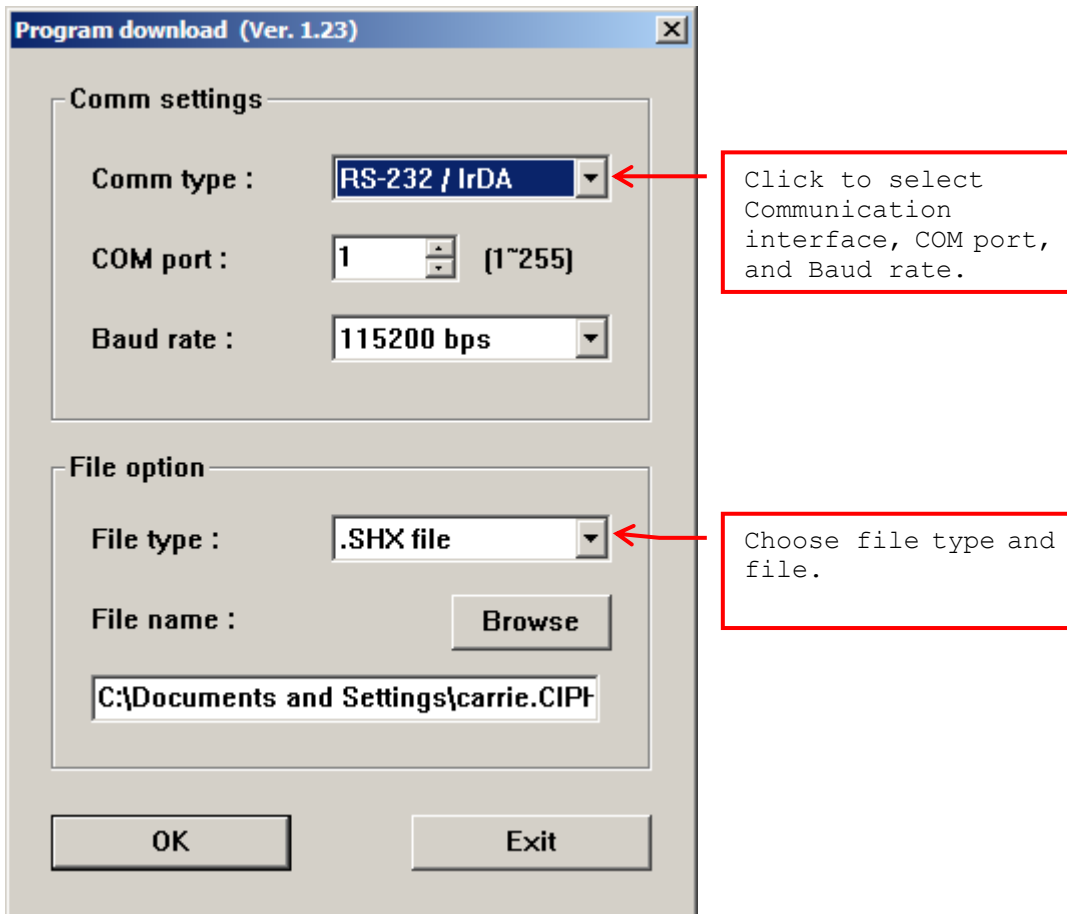 Program download  (Ver. 1.23)
Comm settings
Comm type :
RS-232 / IrDA
Click to select
Communication
interface, COM port,
and Baud rate.
COM port :
1
(1~255)
Baud rate :
115200 bps
File option
File type :
.SHX file
Choose file type and
file.
File name :
Browse
C:\Documents and Settings\carrie.CIPH
OK
Exit